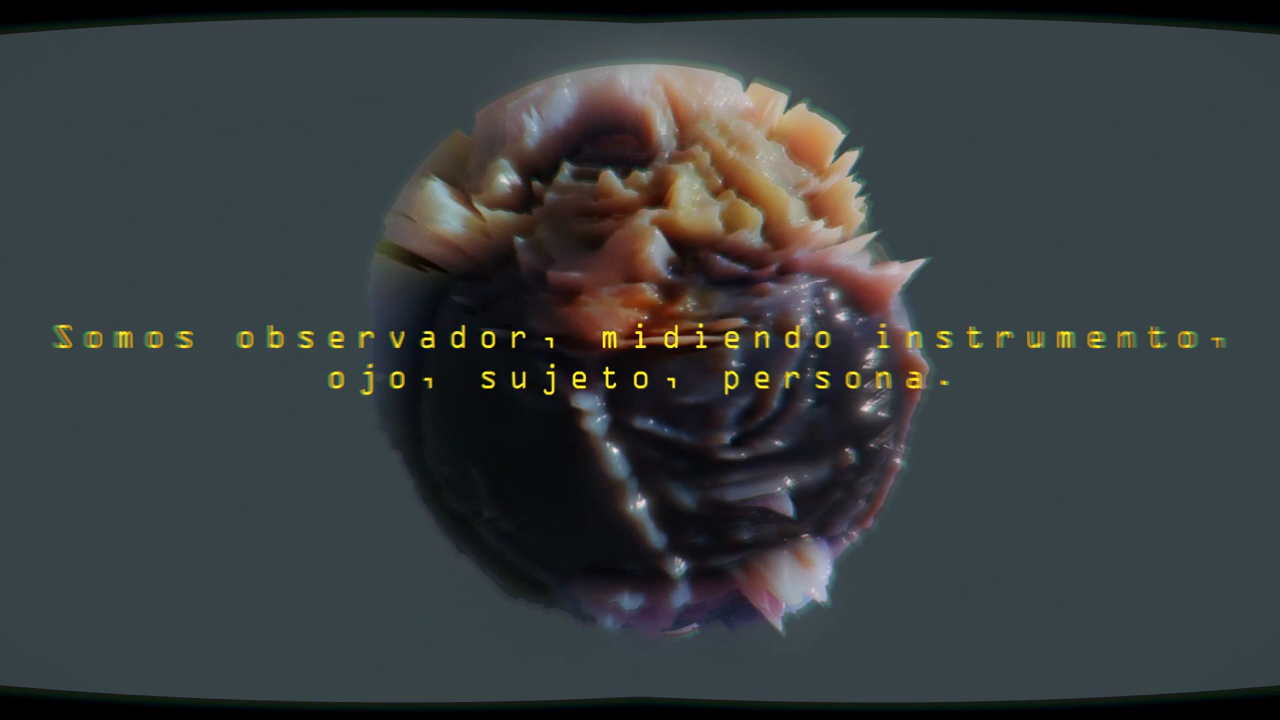 Somos observador, midiendo instrumento,
ojo, sujeto, persona.